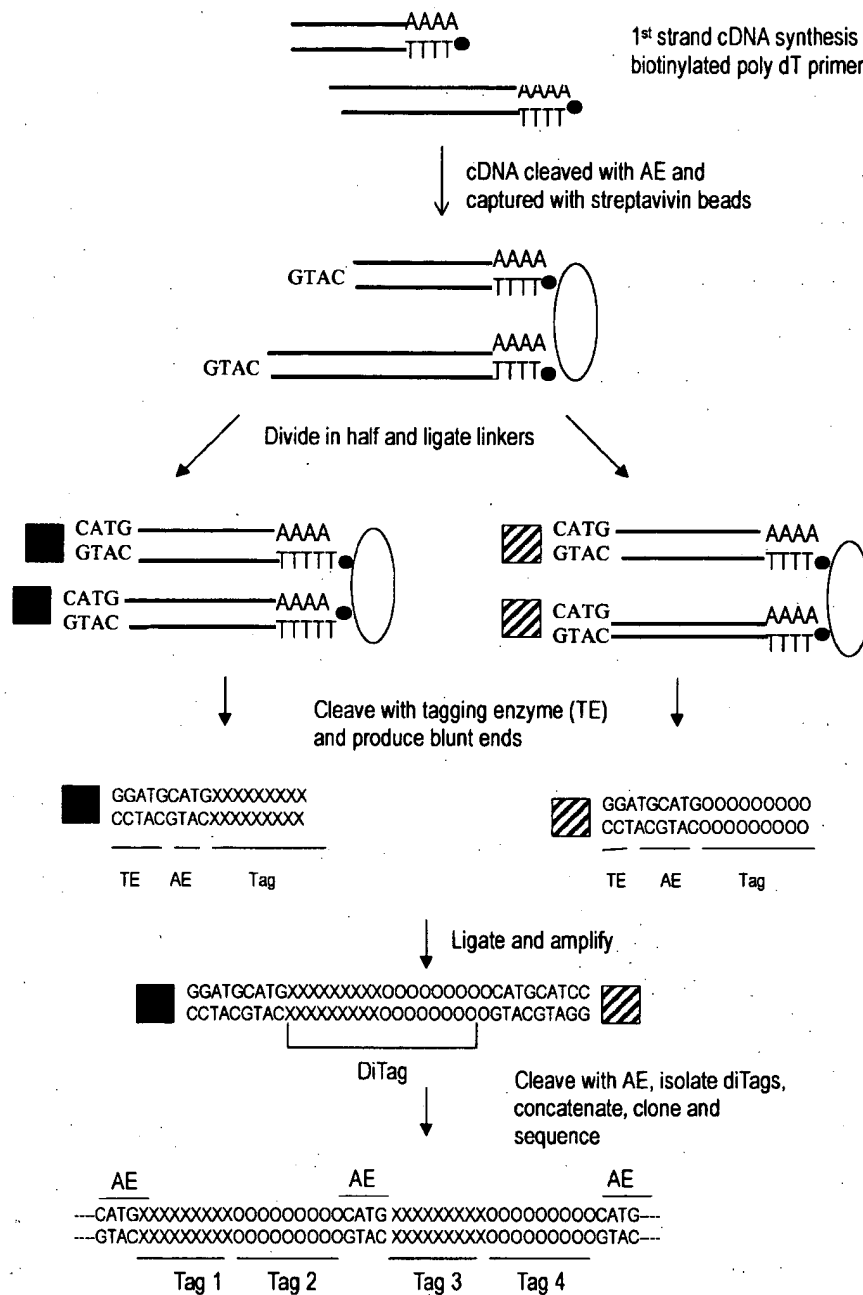 AAAA
TTTT
1st strand cDNA synthesis
biotinylated poly dT primer
AAAA
TTTT
cDNA cleaved with AE and
captured with streptavivin beads
AAAA
GTAC
TTTT
AAAA
GTAC
TTTT
Divide in half and ligate linkers
CATG AAAA
GTAC TTTTT
CATG AAAA
GTAC TTTTT
CATG AAAA
GTAC TTTT
CATG AAAA
GTAC TTTT
Cleave with tagging enzyme (TE)
and produce blunt ends
GGATGCATGXXXXXXXXX
CCTACGTACXXXXXXXXX
TE AE Tag
GGATGCATGOOOOOOOOO
CCTACGTACOOOOOOOOO
TE AE Tag
Ligate and amplify
GGATGCATGXXXXXXXXXOOOOOOOOOCATGCATCC
CCTACGTACXXXXXXXXXOOOOOOOOOGTACGTAGG
DiTag
Cleave with AE, isolate diTags,
concatenate, clone and
sequence
AE AE AE
----CATGXXXXXXXXXOOOOOOOOOCATGXXXXXXXXXOOOOOOOOOCATG----
----GTACXXXXXXXXXOOOOOOOOOGTACXXXXXXXXXOOOOOOOOOGTAC----
Tag 1 Tag 2 Tag 3 Tag 4